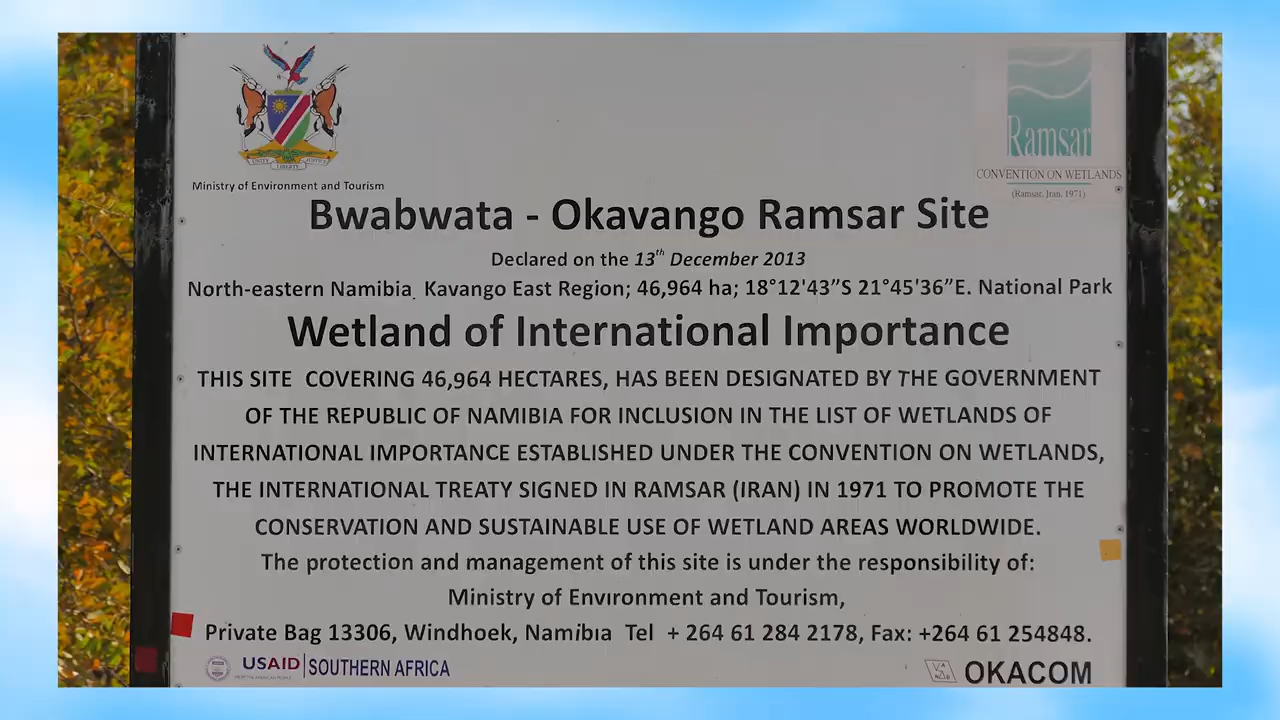 UNITY LIBERTY JUSTICE
Ministry of Environment and Tourism
Ramsar
CONVENTION ON WETLANDS
(Ramsar, Iran, 1971)
Bwabwata - Okavango Ramsar Site
Declared on the 13th December 2013
North-eastern Namibia. Kavango East Region; 46,964 ha; 18°12'43”S 21°45'36”E. National Park
Wetland of International Importance
THIS SITE COVERING 46,964 HECTARES, HAS BEEN DESIGNATED BY THE GOVERNMENT
OF THE REPUBLIC OF NAMIBIA FOR INCLUSION IN THE LIST OF WETLANDS OF
INTERNATIONAL IMPORTANCE ESTABLISHED UNDER THE CONVENTION ON WETLANDS,
THE INTERNATIONAL TREATY SIGNED IN RAMSAR (IRAN) IN 1971 TO PROMOTE THE
CONSERVATION AND SUSTAINABLE USE OF WETLAND AREAS WORLDWIDE.
The protection and management of this site is under the responsibility of:
Ministry of Environment and Tourism,
Private Bag 13306, Windhoek, Namibia Tel + 264 61 284 2178, Fax: +264 61 254848.
USAID SOUTHERN AFRICA
OKACOM